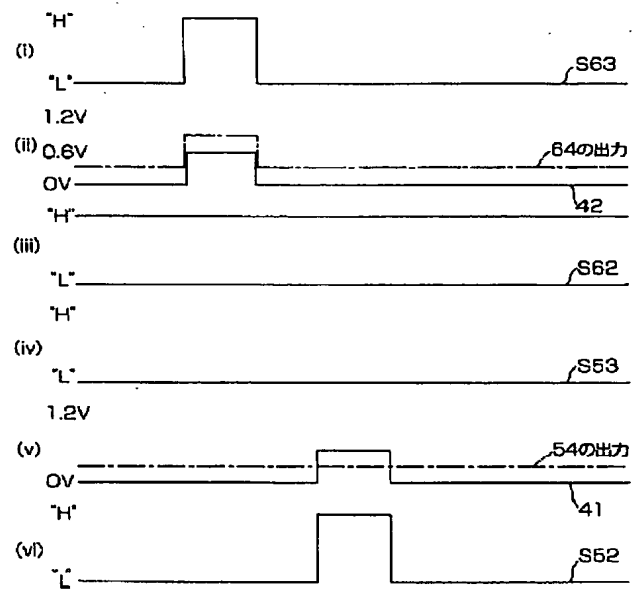 "H"
(i)
"L"
S63
1.2V
(ii) 0.6V
64の出力
0V
42
"H"
(iii)
"L"
S62
"H"
(iv)
"L"
S53
1.2V
(v)
54の出力
0V
41
"H"
(vi)
"L"
S52